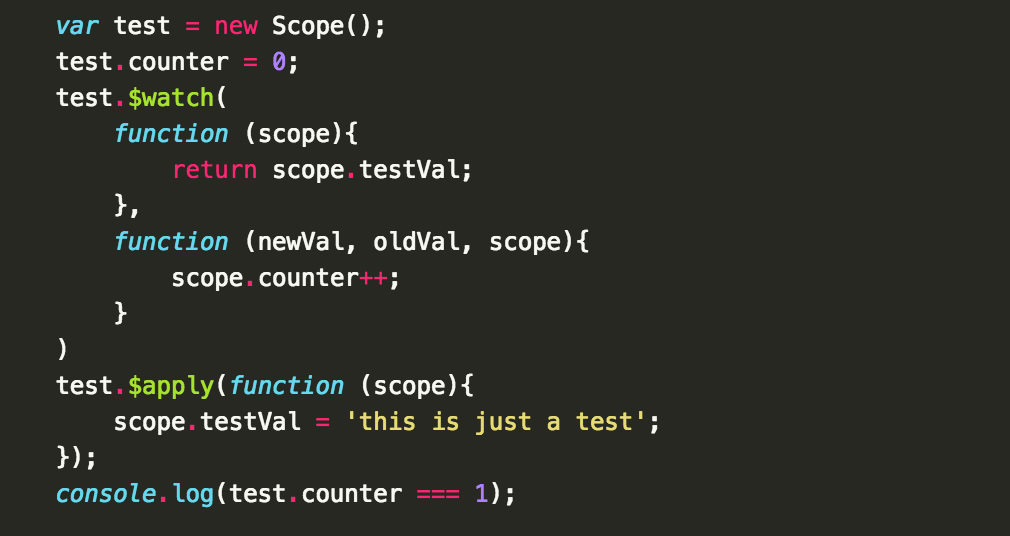 var test = new Scope();
test.counter = 0;
test.$watch(
    function (scope){
        return scope.testVal;
    },
    function (newVal, oldVal, scope){
        scope.counter++;
    }
)
test.$apply(function (scope){
    scope.testVal = 'this is just a test';
});
console.log(test.counter === 1);